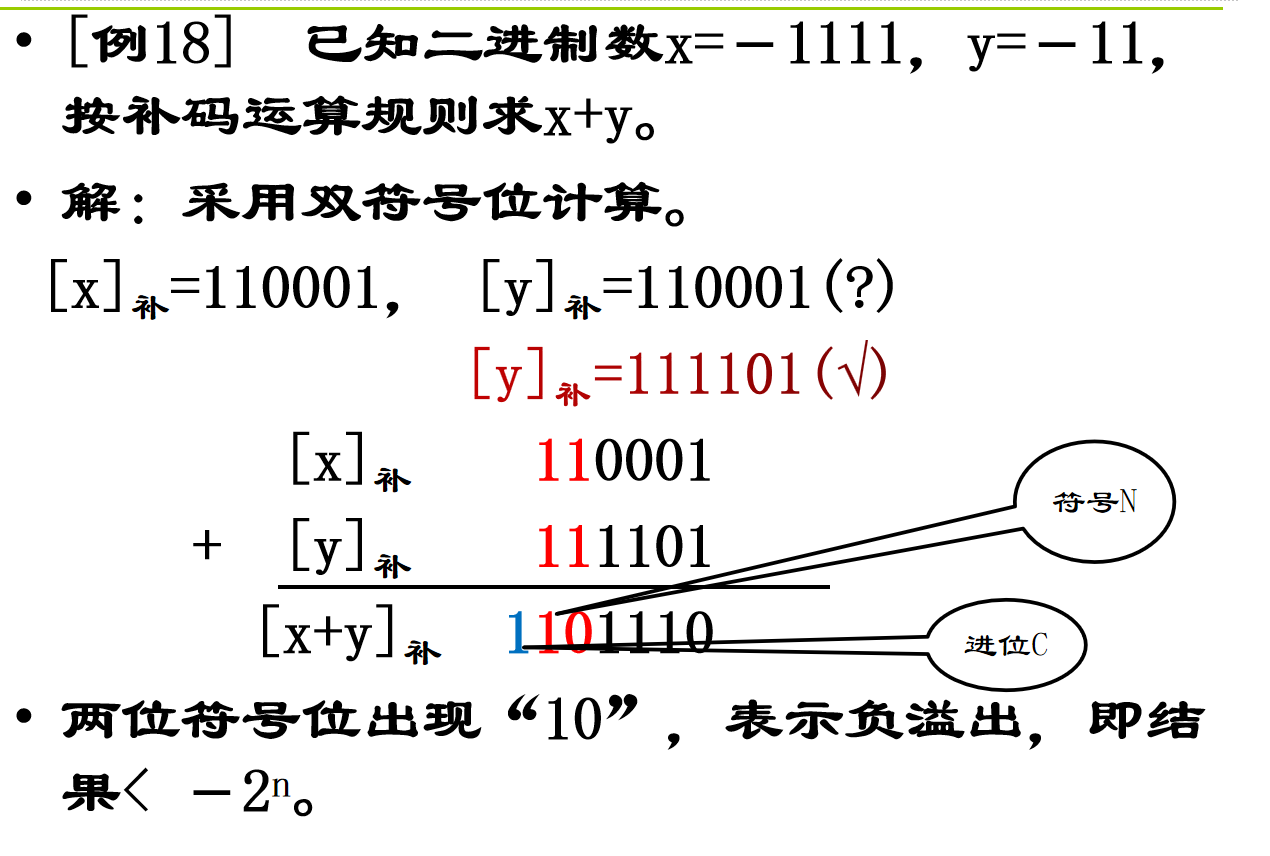 • [例18] 已知二进制数x=-1111, y=-11,
按补码运算规则求x+y。
• 解: 采用双符号位计算。
[x]补=110001, [y]补=110001(?)
[y]补=111101(√)
[x]补 110001
符号N
+ [y]补 111101
[x+y]补 1101110
进位C
• 两位符号位出现“10”, 表示负溢出, 即结
果< -2ⁿ。